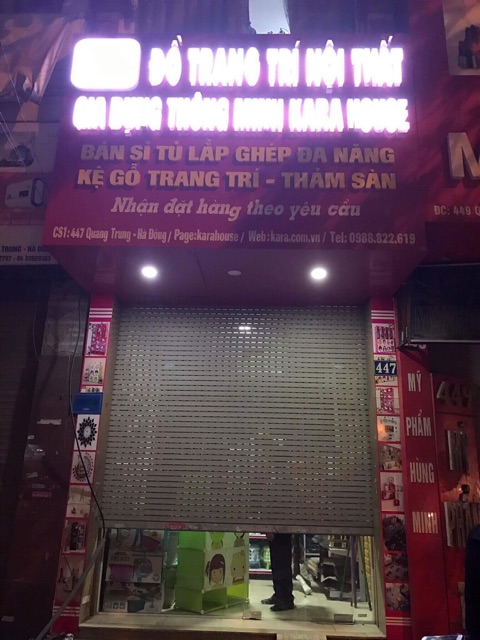 ĐỒ TRANG TRÍ NỘI THẤT
GIA DỤNG THÔNG MINH KARA HOUSE
BÁN SỈ TỦ LẮP GHÉP ĐA NĂNG
KỆ GỖ TRANG TRÍ - THẢM SÀN
Nhận đặt hàng theo yêu cầu
CS1: 447 Quang Trung - Hà Đông / Page:karahouse / Web:kara.com.vn / Tel: 0988.822.619
ĐC: 449 Q
447
MỸ
PHẨM
HÙNG
MINH